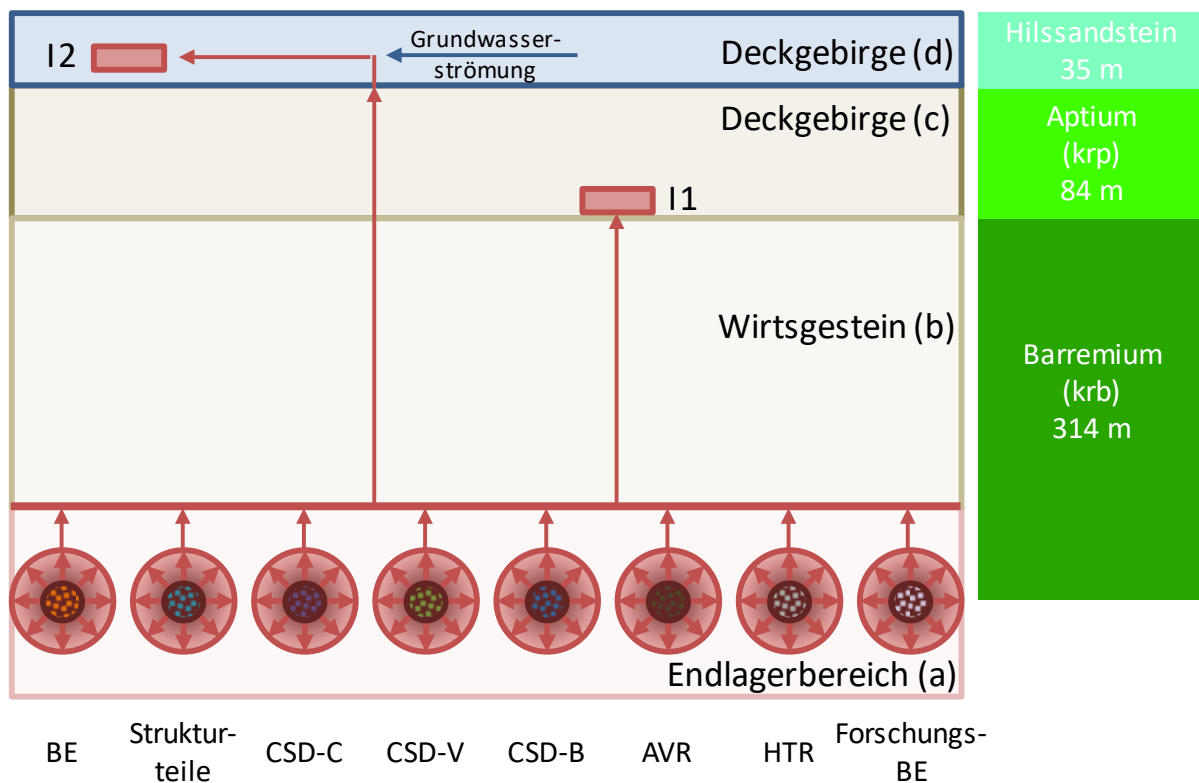 I2
Grundwasser-
strömung
Deckgebirge (d)
Deckgebirge (c)
I1
Wirtsgestein (b)
Endlagerbereich (a)
Hilssandstein
35 m
Aptium
(krp)
84 m
Barremium
(krb)
314 m
BE
Struktur-
teile
CSD-C
CSD-V
CSD-B
AVR
HTR
Forschungs-
BE